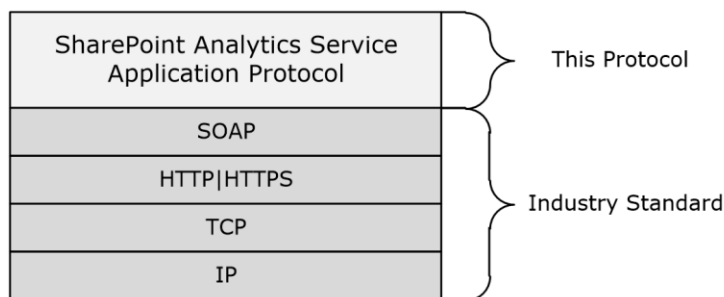 SharePoint Analytics Service
Application Protocol
This Protocol
SOAP
HTTP|HTTPS
TCP
IP
Industry Standard